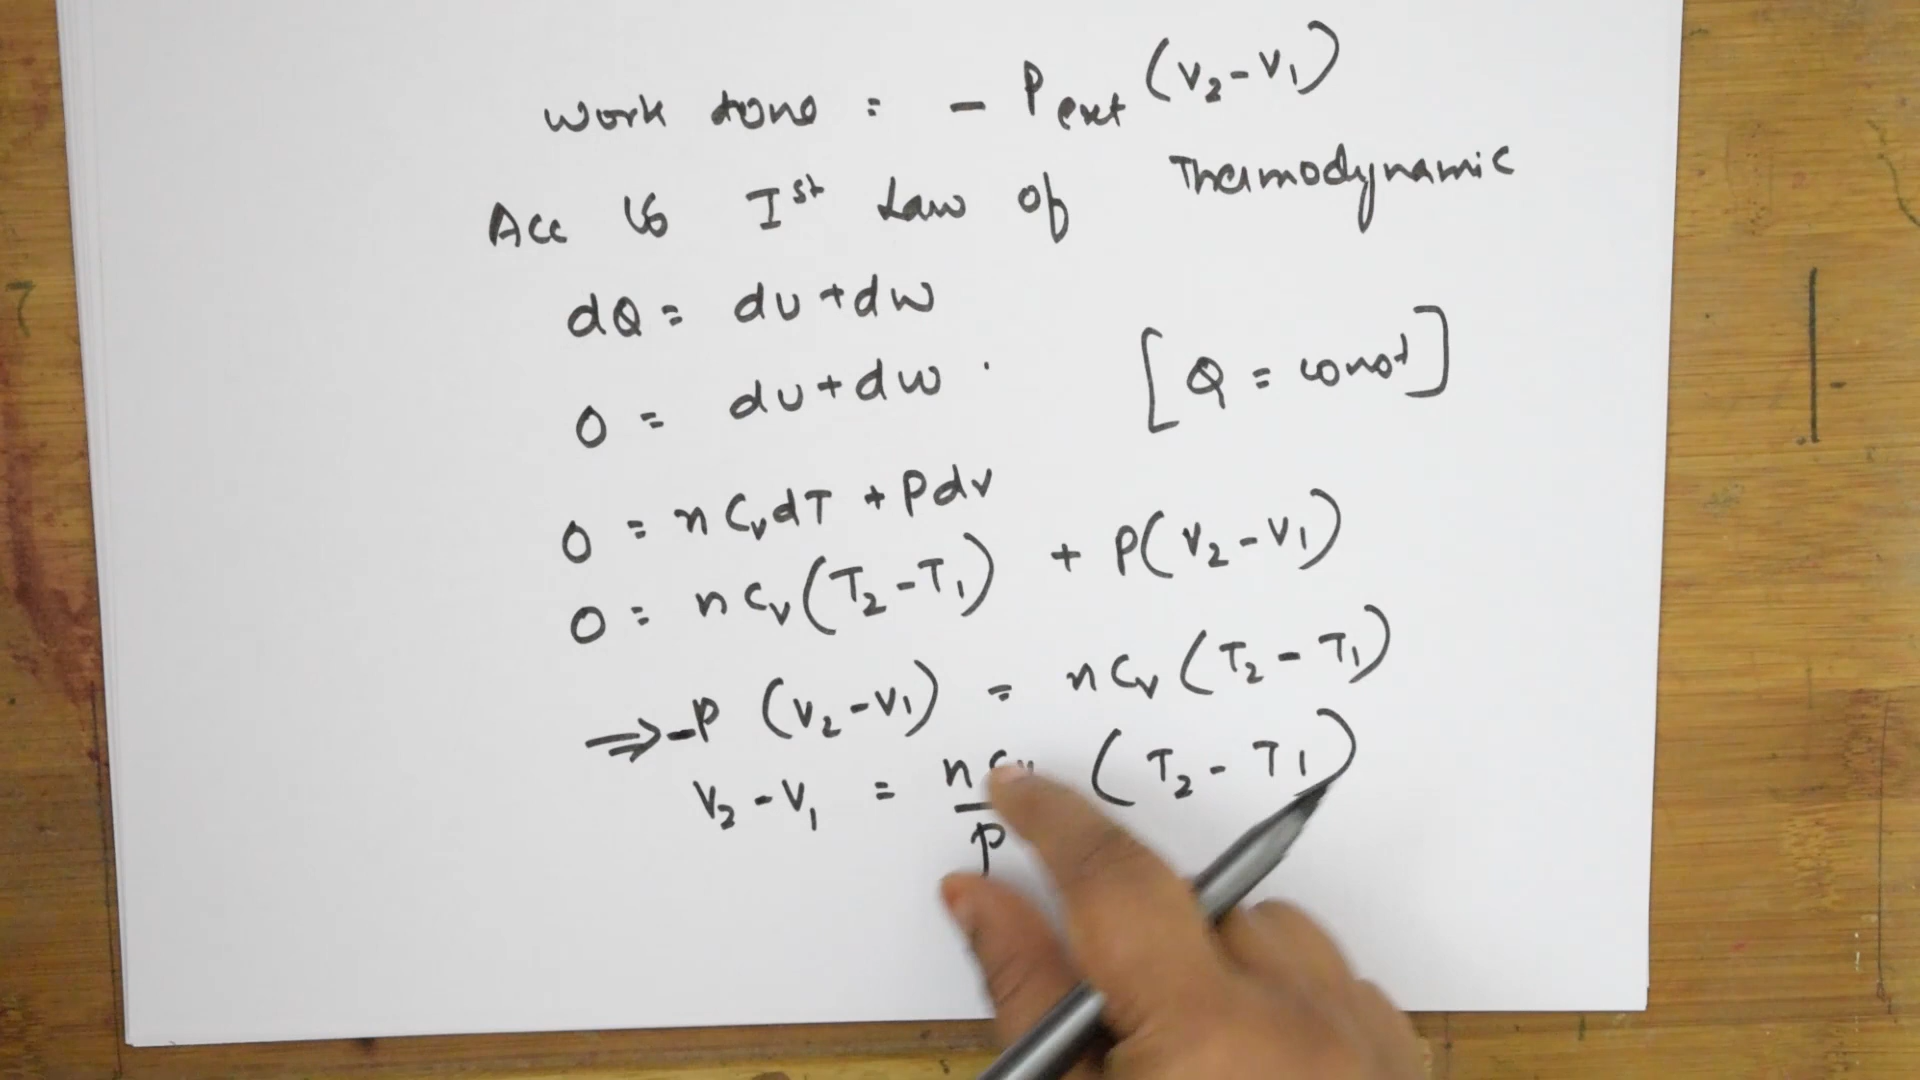 work done = - Pext (V2-V1)
Acc to Ist Law of Thermodynamic
dQ = dU + dW
0 = dU + dW . [Q = const]
0 = nCvdT + PdV
0 = nCv(T2-T1) + P(V2-V1)
⇒ -P (V2-V1) = nCv (T2-T1)
V2-V1 = nCv/P (T2-T1)